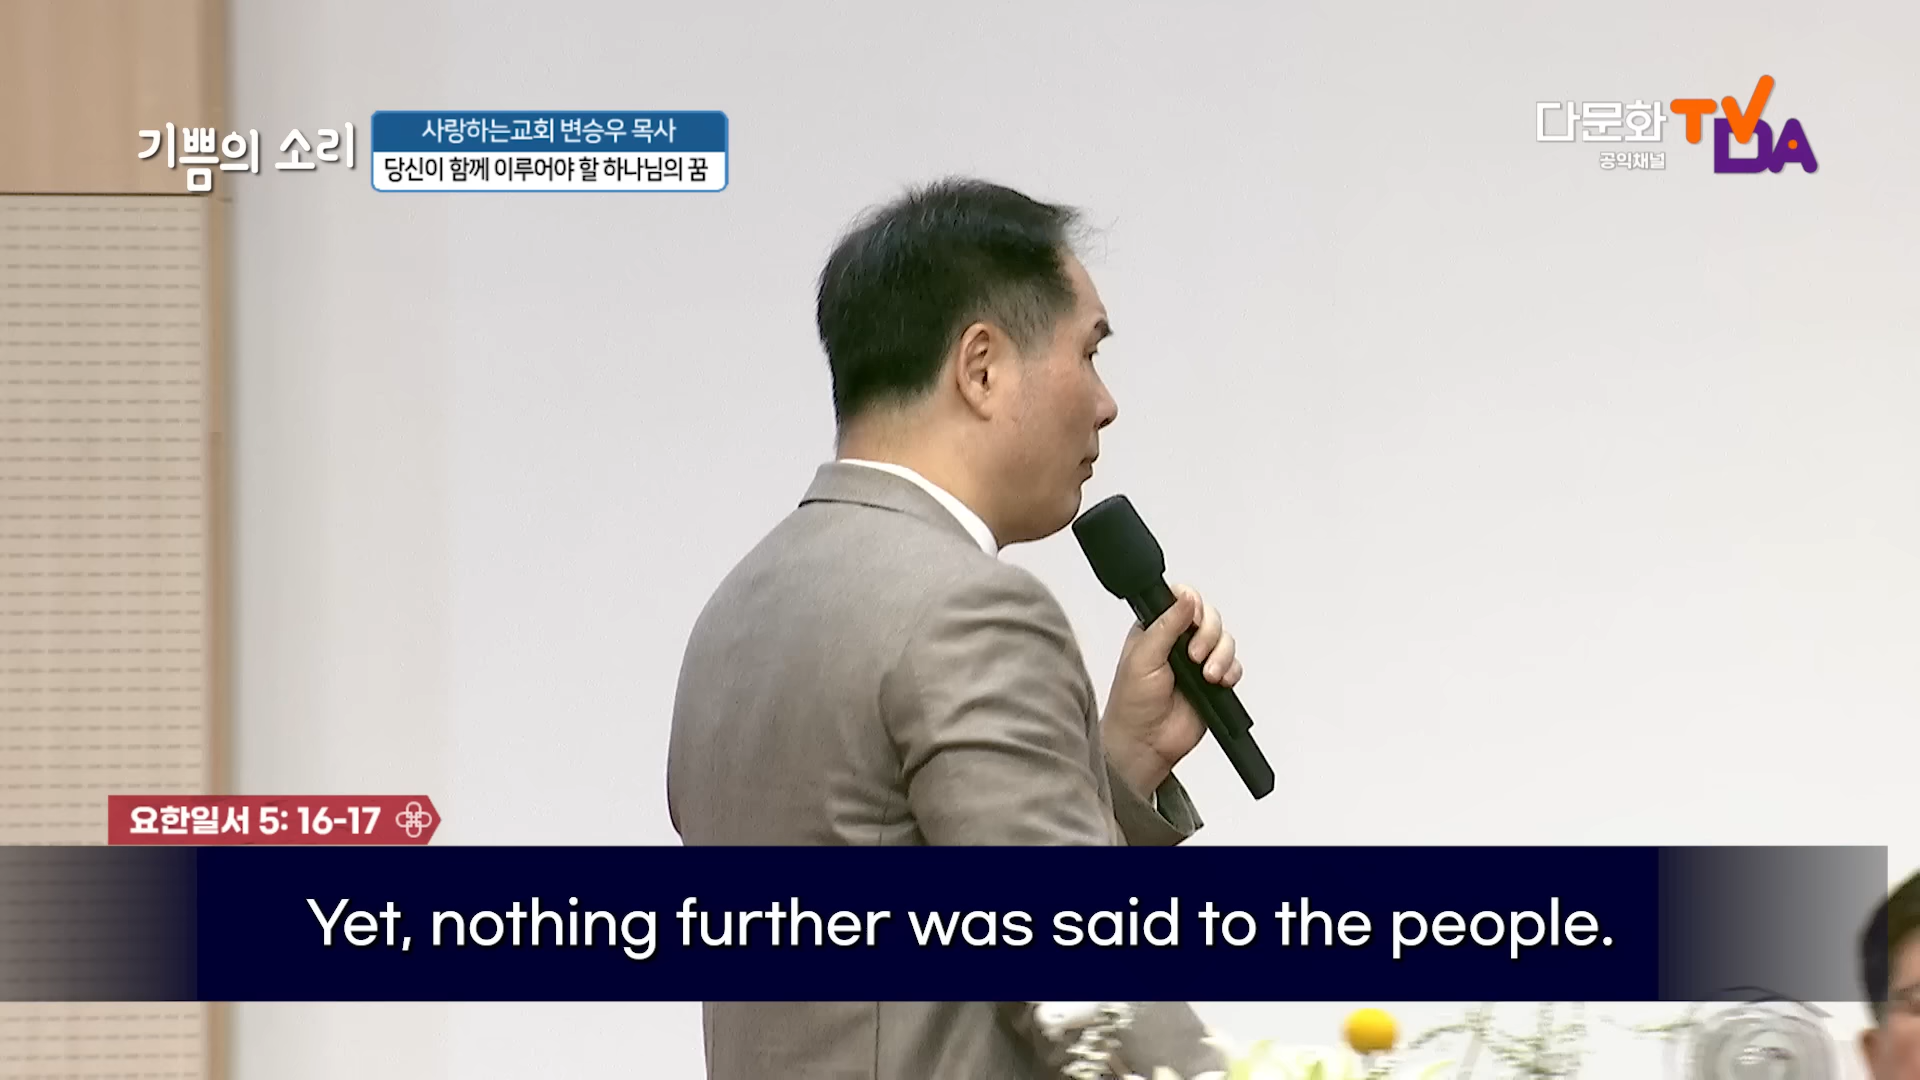 기쁨의 소리
사랑하는교회 변승우 목사
당신이 함께 이루어야 할 하나님의 꿈
다문화 TV
DA
공익채널
요한일서 5: 16-17
Yet, nothing further was said to the people.